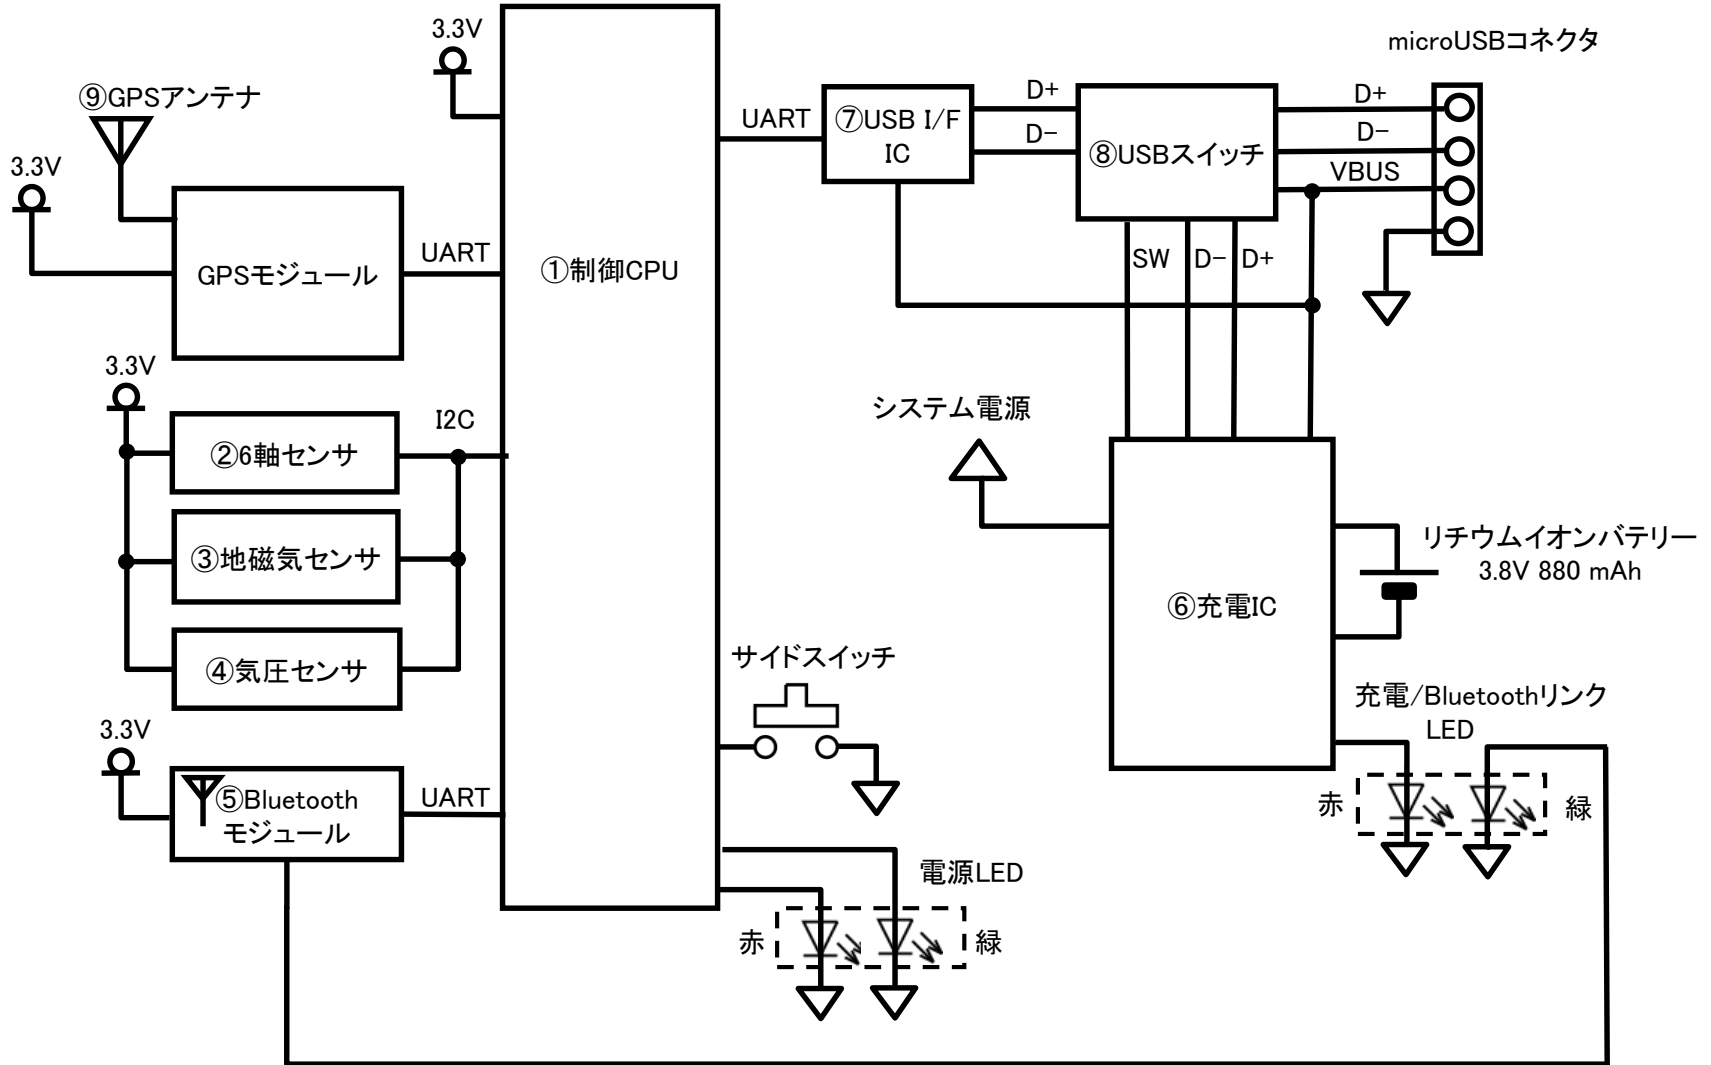 3.3V
microUSBコネクタ
⑨GPSアンテナ
3.3V
UART
⑦USB I/F
IC
D+
D-
⑧USBスイッチ
D+
D-
VBUS
GPSモジュール
UART
①制御CPU
SW
D-
D+
3.3V
I2C
②6軸センサ
③地磁気センサ
④気圧センサ
システム電源
⑥充電IC
リチウムイオンバテリー
3.8V 880 mAh
サイドスイッチ
充電/Bluetoothリンク
LED
赤
緑
3.3V
⑤Bluetooth
モジュール
UART
電源LED
赤
緑